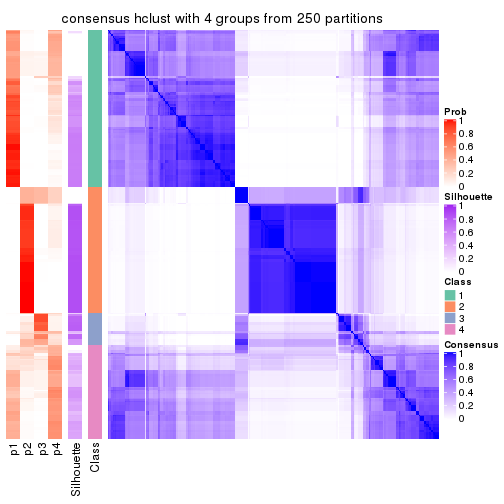 consensus hclust with 4 groups from 250 partitions
Prob
1
0.8
0.6
0.4
0.2
0
Silhouette
1
0.8
0.6
0.4
0.2
0
Class
1
2
3
4
Consensus
1
0.8
0.6
0.4
0.2
0
p1
p2
p3
p4
Silhouette
Class